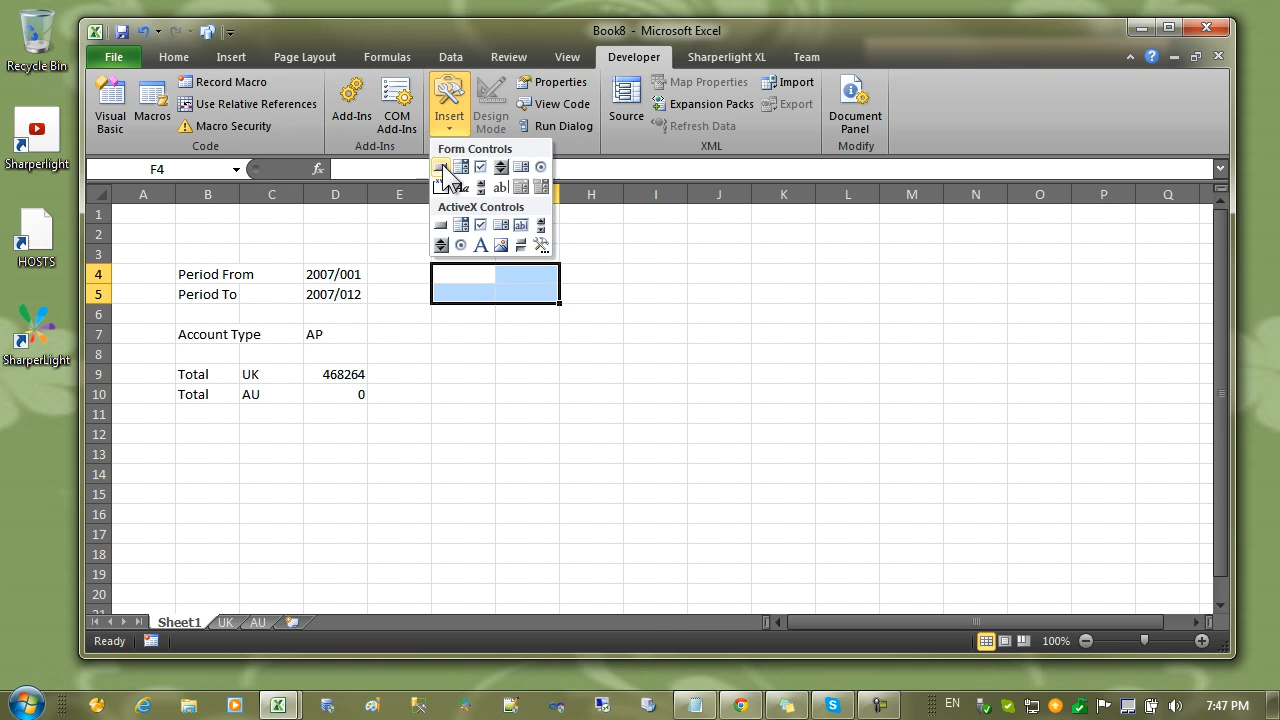 Recycle Bin
Sharperlight
HOSTS
SharperLight
Book8 - Microsoft Excel
File Home Insert Page Layout Formulas Data Review View Developer Sharperlight XL Team
Visual Basic
Macros
Record Macro
Use Relative References
Macro Security
Code
Add-Ins
COM Add-Ins
Add-Ins
Insert
Design Mode
Properties
View Code
Run Dialog
Source
Map Properties
Expansion Packs
Refresh Data
Import
Export
XML
Document Panel
Modify
Form Controls
ActiveX Controls
F4
fx
A B C D E H I J K L M N O P Q
1
2
3
4 Period From 2007/001
5 Period To 2007/012
6
7 Account Type AP
8
9 Total UK 468264
10 Total AU 0
11
12
13
14
15
16
17
18
19
20
21
Sheet1 UK AU
Ready
100%
EN
7:47 PM